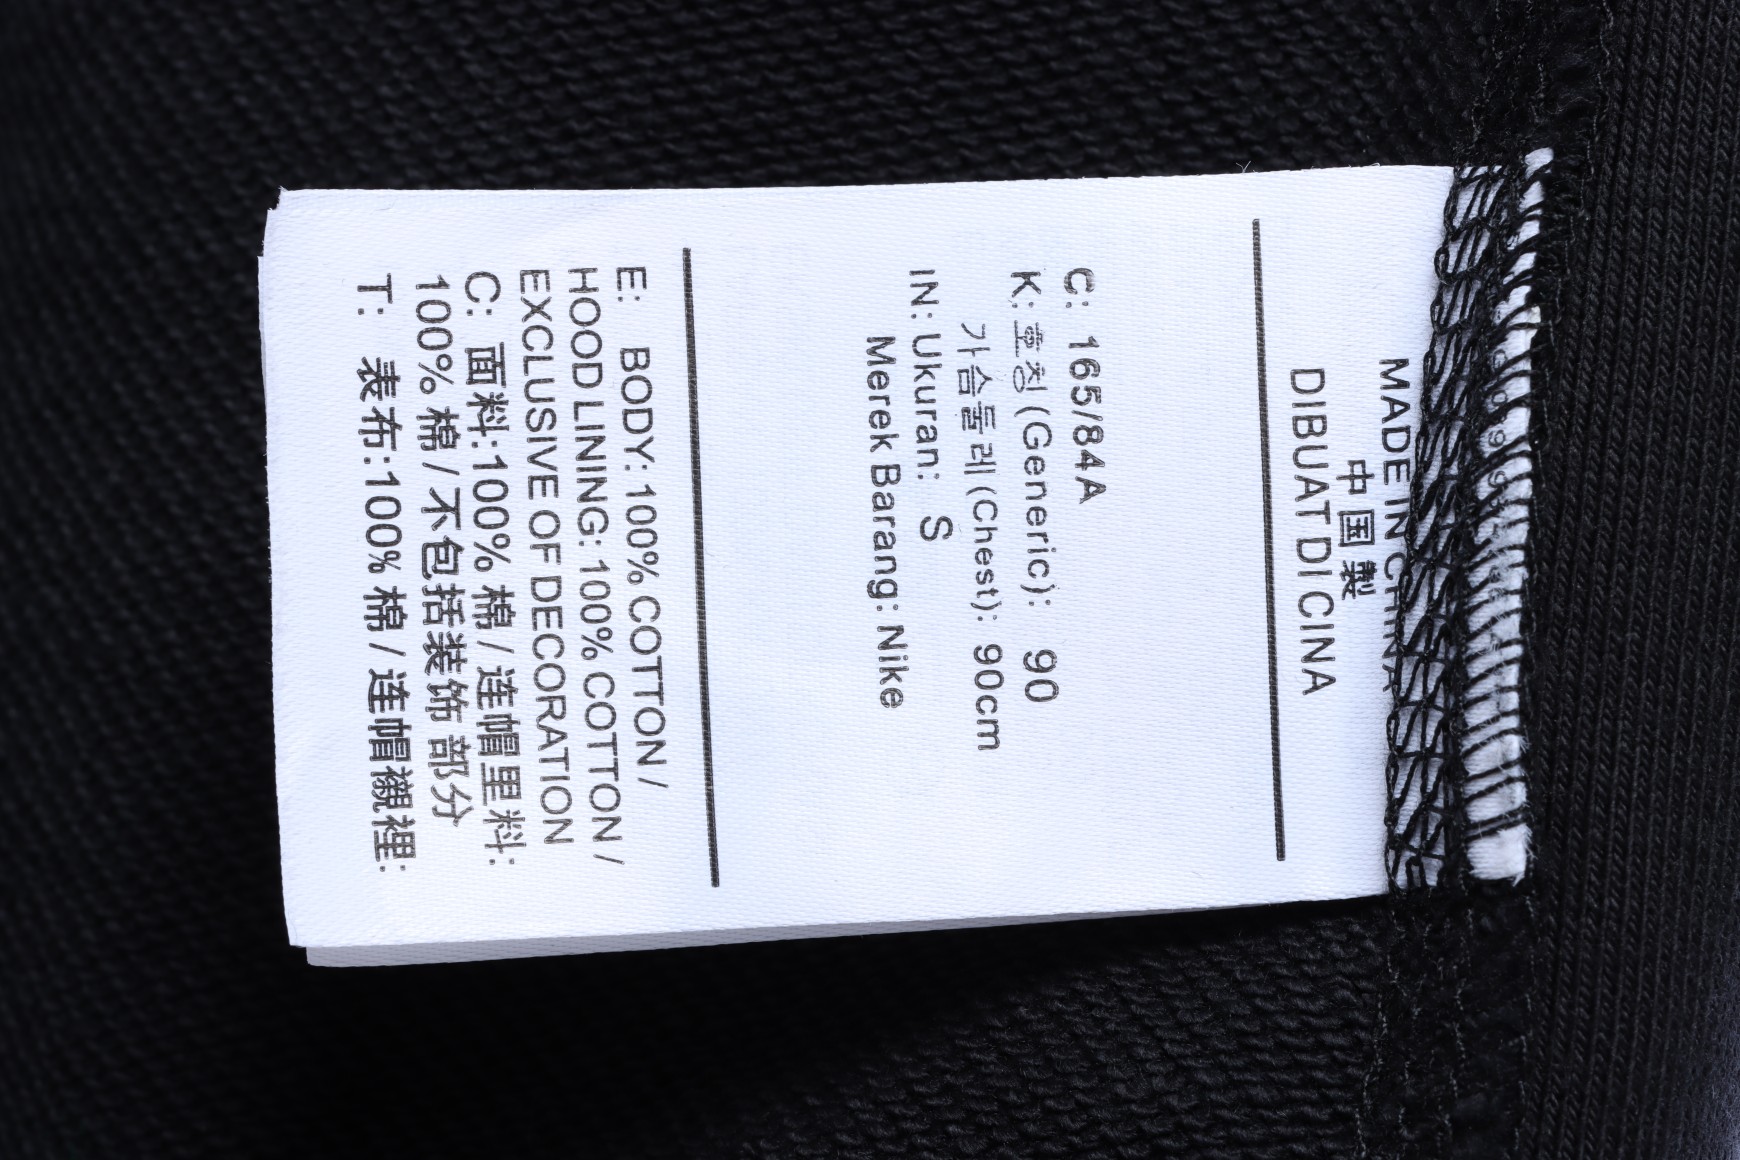 MADE IN CHINA
中国製
DIBUAT DI CINA
C: 165/84A
K: 호칭 (Generic): 90
가슴둘레 (Chest): 90cm
IN: Ukuran: S
Merek Barang: Nike
E: BODY: 100% COTTON /
HOOD LINING: 100% COTTON /
EXCLUSIVE OF DECORATION
C: 面料:100% 棉 / 连帽里料:
100% 棉 / 不包括装饰 部分
T: 表布:100% 棉 / 连帽襯裡: